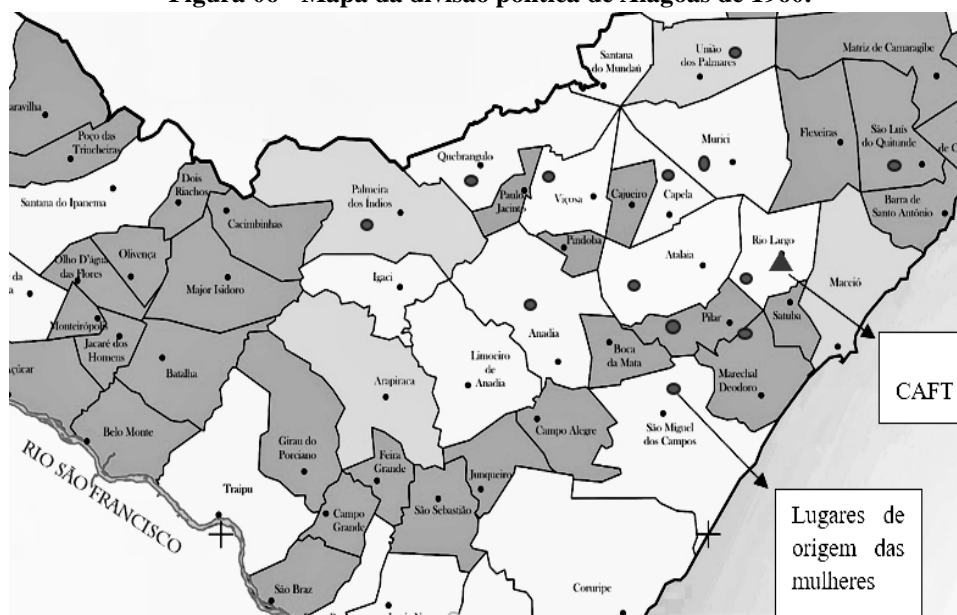 Figura 06 - Mapa da divisão política de Alagoas de 1960.
Santana
do Mundaú
União
dos Palmares
Matriz de Camaragibe
Poço das
Trincheiras
Quebrangulo
Murici
Flexeiras
São Luís
do Quitunde
Santana do Ipanema
Dois
Riachos
Palmeira
dos Índios
Paulo
Jacinto
Viçosa
Cajueiro
Capela
Barra de
Santo Antônio
Cacimbinhas
Olho D'água
das Flores
Olivença
Major Isidoro
Igaci
Pindoba
Atalaia
Rio Largo
Maceió
Monteirópolis
Jacaré dos
Homens
Anadia
Pilar
Satuba
Batalha
Arapiraca
Limoeiro
de
Anadia
Boca
da Mata
Marechal
Deodoro
CAFT
Belo Monte
Girau do
Porciano
Campo Alegre
São Miguel
dos Campos
RIO SÃO FRANCISCO
Traipu
Feira
Grande
Junqueiro
Campo
Grande
São Sebastião
Lugares de
origem das
mulheres
São Braz
Coruripe